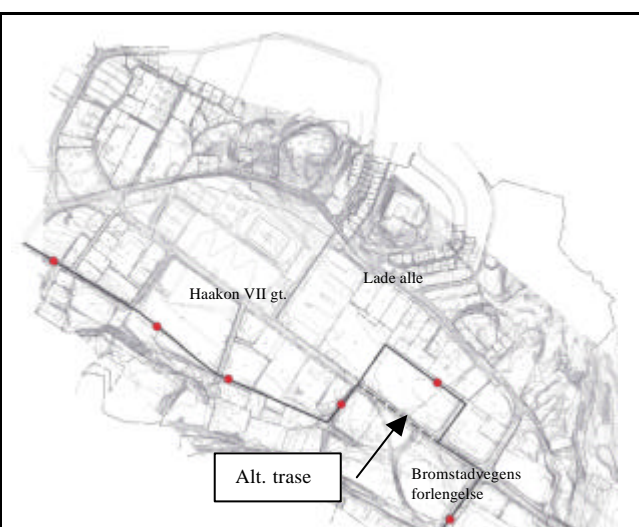 Lade alle
Haakon VII gt.
Alt. trase
Bromstadvegens
forlengelse